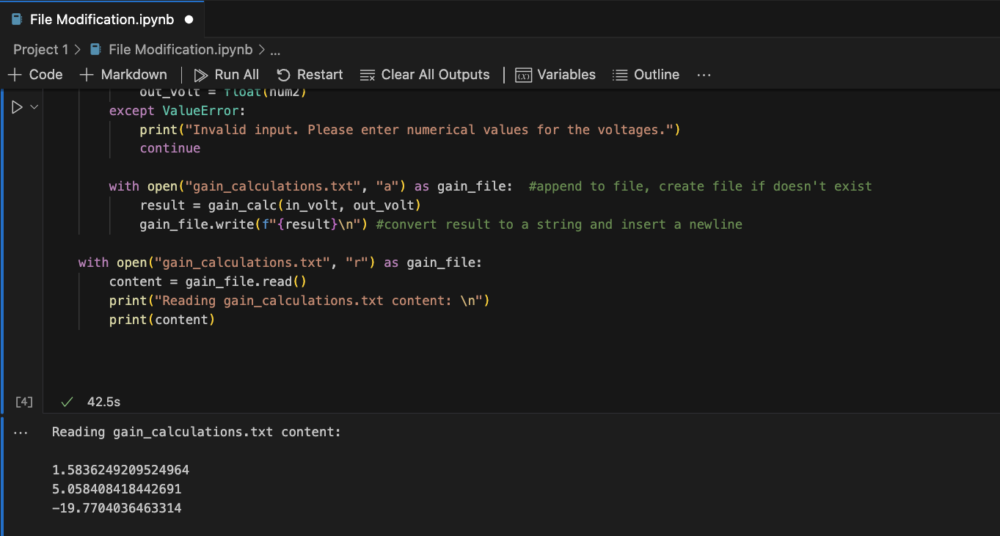 File Modification.ipynb
Project 1 > File Modification.ipynb > ...
Code Markdown Run All Restart Clear All Outputs Variables Outline ...
out_volt = float(num2)
except ValueError:
print("Invalid input. Please enter numerical values for the voltages.")
continue
with open("gain_calculations.txt", "a") as gain_file:  #append to file, create file if doesn't exist
result = gain_calc(in_volt, out_volt)
gain_file.write(f"{result}\n") #convert result to a string and insert a newline
with open("gain_calculations.txt", "r") as gain_file:
content = gain_file.read()
print("Reading gain_calculations.txt content: \n")
print(content)
[4] 42.5s
Reading gain_calculations.txt content:
1.5836249209524964
5.058408418442691
-19.7704036463314